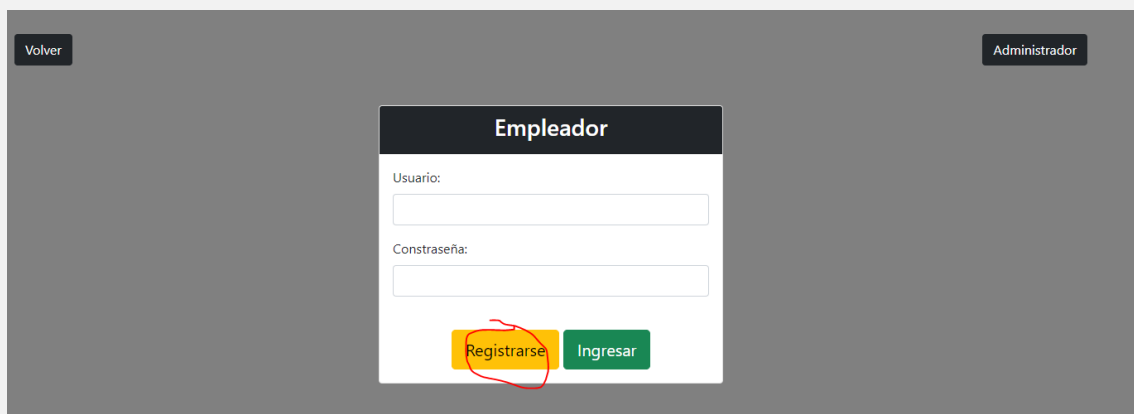 Volver
Administrador
Empleador
Usuario:
Constraseña:
Registrarse
Ingresar